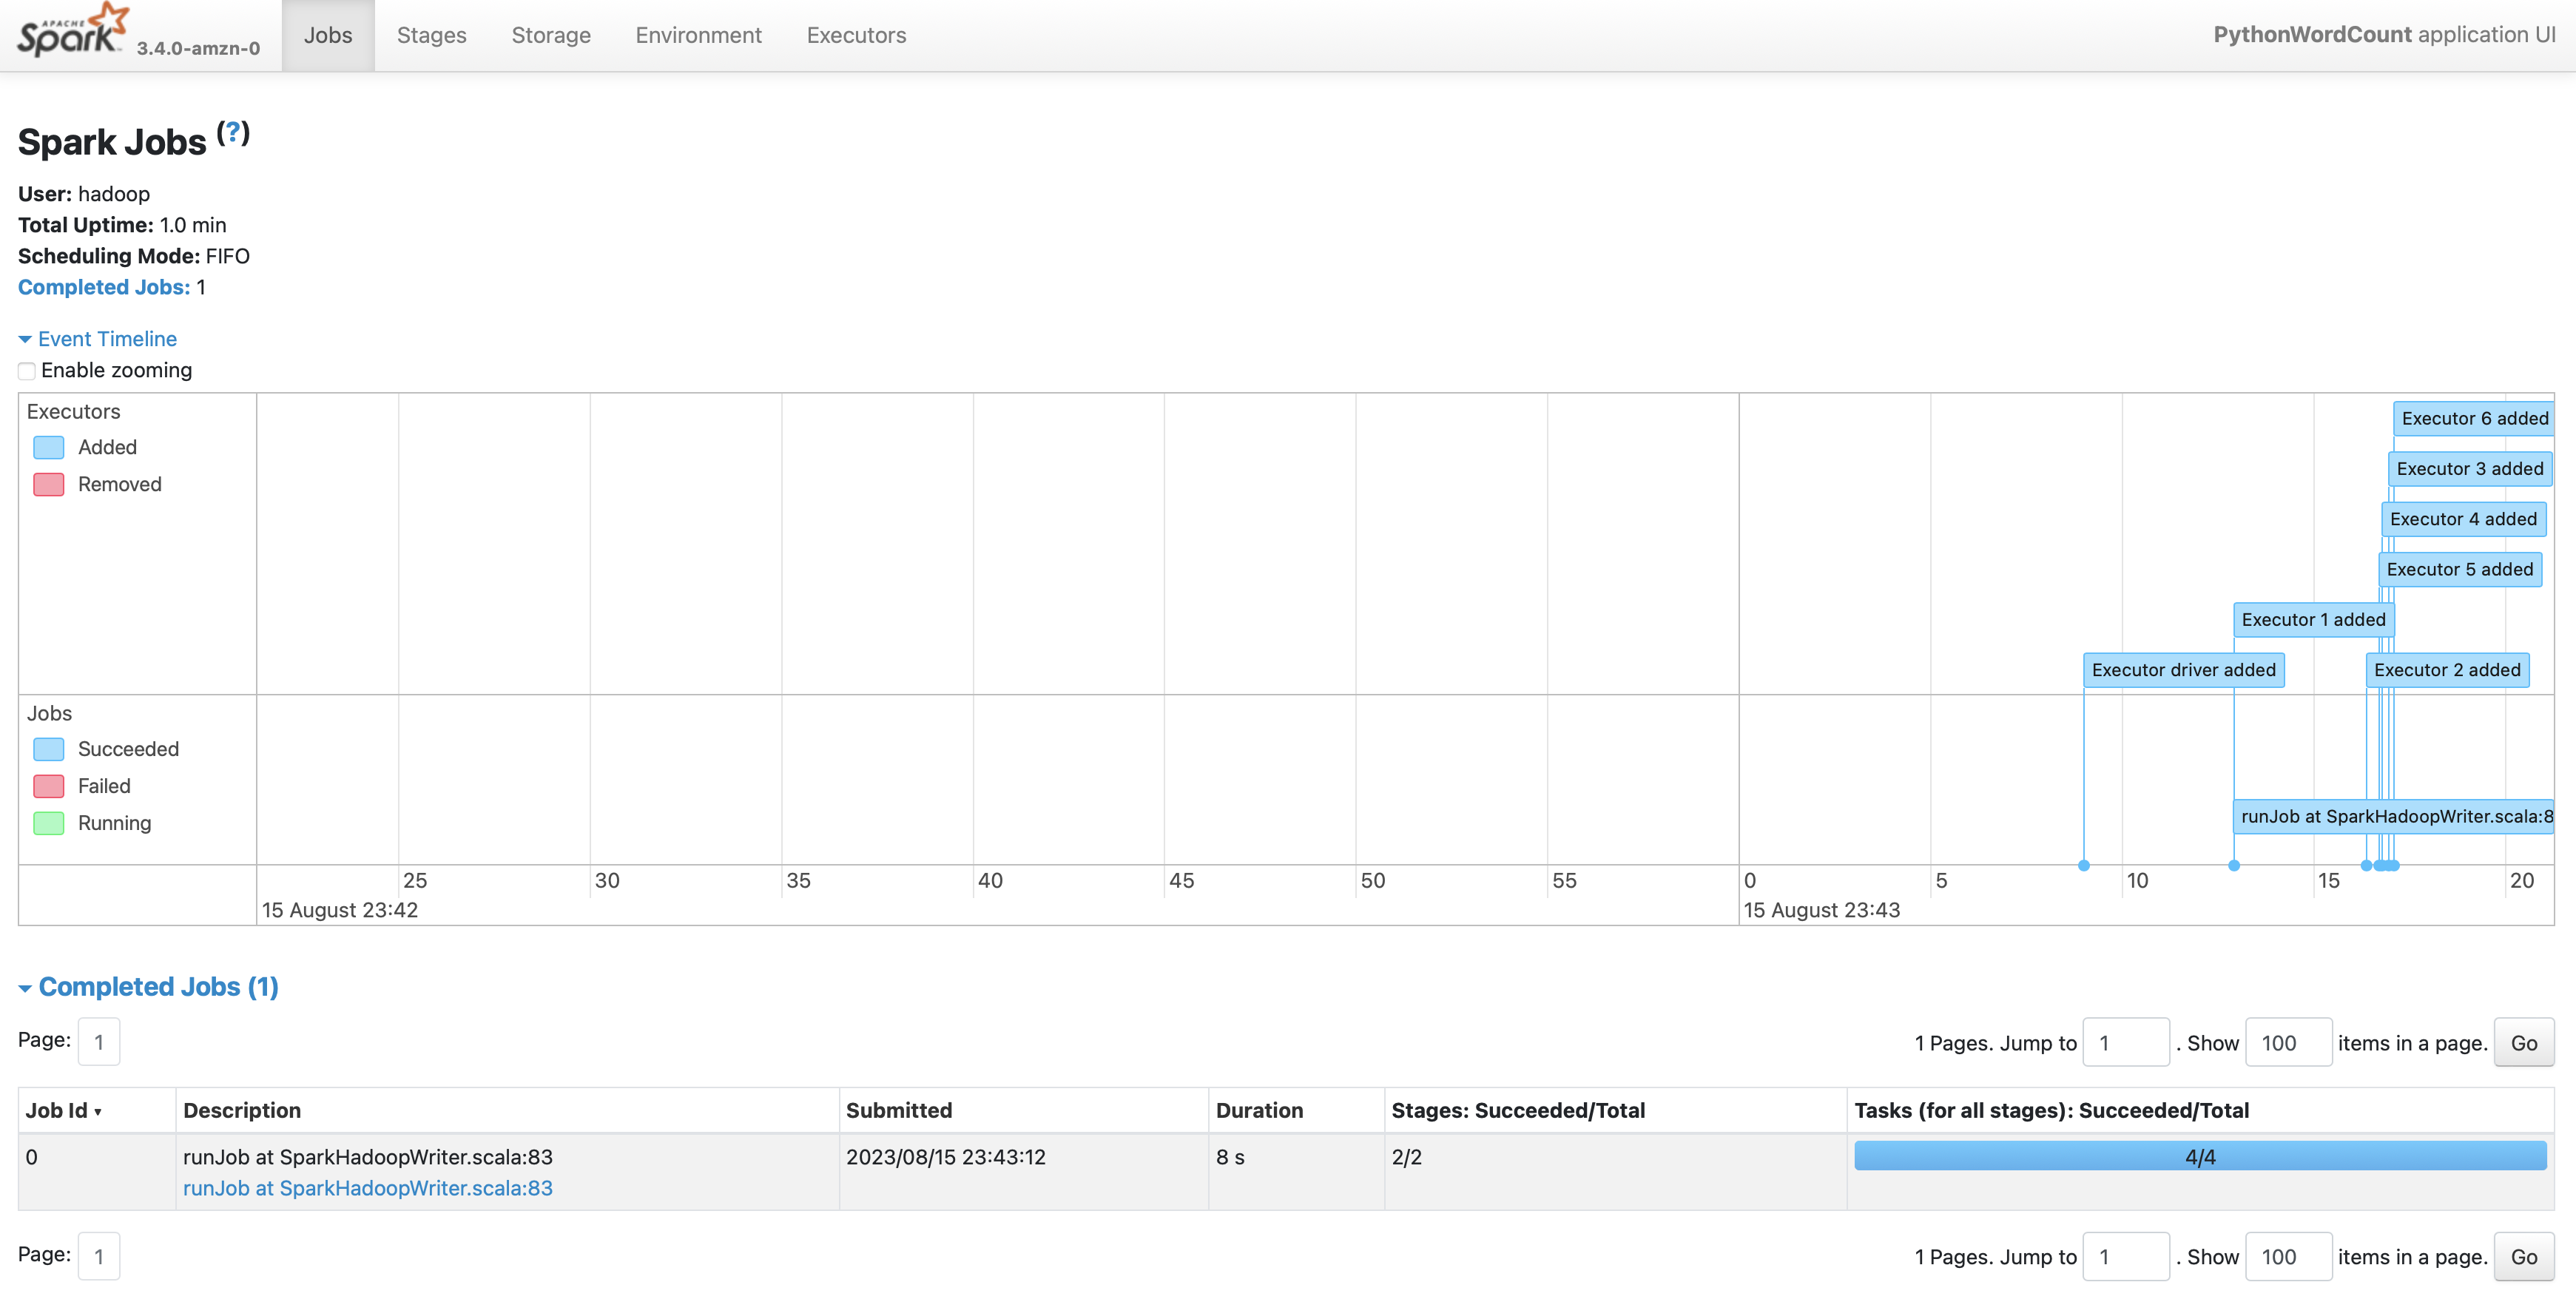 APACHE
Spark 3.4.0-amzn-0 Jobs Stages Storage Environment Executors PythonWordCount application UI
Spark Jobs (?)
User: hadoop
Total Uptime: 1.0 min
Scheduling Mode: FIFO
Completed Jobs: 1
Event Timeline
Enable zooming
Executors
Added
Removed
Executor 6 added
Executor 3 added
Executor 4 added
Executor 5 added
Executor 1 added
Executor driver added Executor 2 added
Jobs
Succeeded
Failed
Running
runJob at SparkHadoopWriter.scala:8
25 30 35 40 45 50 55 0 5 10 15 20
15 August 23:42 15 August 23:43
Completed Jobs (1)
Page: 1 1 Pages. Jump to 1 . Show 100 items in a page. Go
Job Id ▾ Description Submitted Duration Stages: Succeeded/Total Tasks (for all stages): Succeeded/Total
0 runJob at SparkHadoopWriter.scala:83 2023/08/15 23:43:12 8 s 2/2 4/4
runJob at SparkHadoopWriter.scala:83
Page: 1 1 Pages. Jump to 1 . Show 100 items in a page. Go